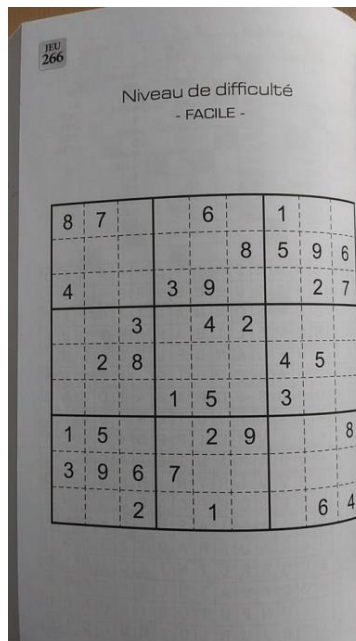 JEU
266
Niveau de difficulté
- FACILE -
8 7 6 1
8 5 9 6
4 3 9 2 7
3 4 2
2 8 4 5
1 5 3
1 5 2 9 8
3 9 6 7
2 1 6 4